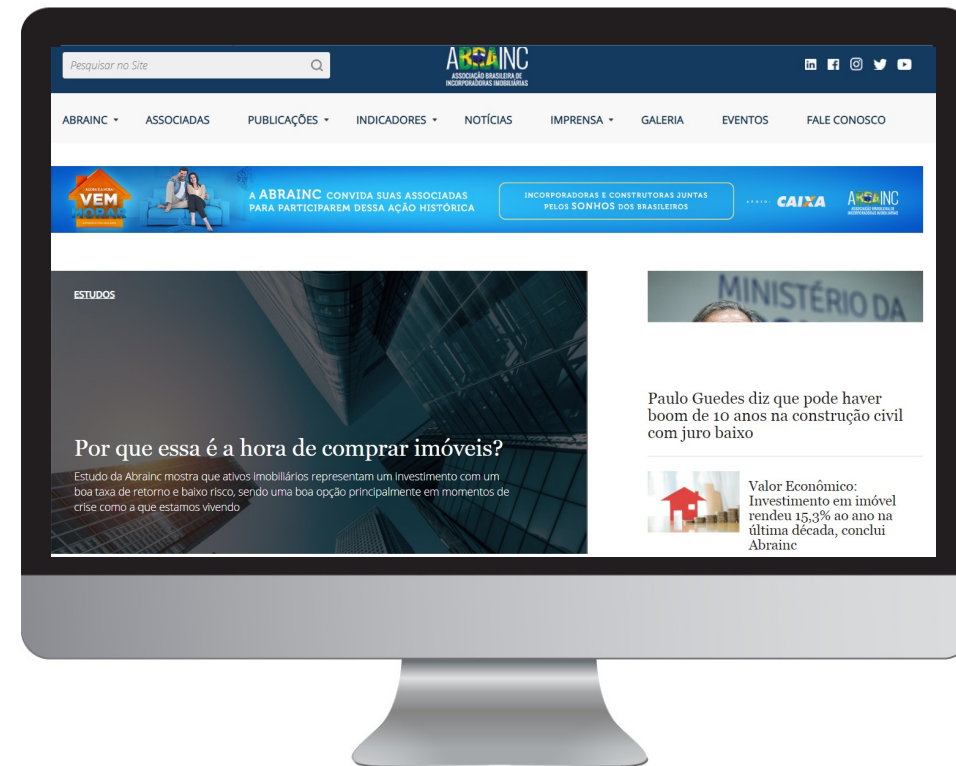 Pesquisar no Site
ABRAINC
ASSOCIAÇÃO BRASILEIRA DE
INCORPORADORAS IMOBILIÁRIAS
ABRAINC ASSOCIADAS PUBLICAÇÕES INDICADORES NOTÍCIAS IMPRENSA GALERIA EVENTOS FALE CONOSCO
VEM
MORAR
A ABRAINC CONVIDA SUAS ASSOCIADAS
PARA PARTICIPAREM DESSA AÇÃO HISTÓRICA
INCORPORADORAS E CONSTRUTORAS JUNTAS
PELOS SONHOS DOS BRASILEIROS
CAIXA
ABRAINC
ESTUDOS
Por que essa é a hora de comprar imóveis?
Estudo da Abrainc mostra que ativos imobiliários representam um investimento com um
boa taxa de retorno e baixo risco, sendo uma boa opção principalmente em momentos de
crise como a que estamos vivendo
MINISTÉRIO DA
Paulo Guedes diz que pode haver
boom de 10 anos na construção civil
com juro baixo
Valor Econômico:
Investimento em imóvel
rendeu 15,3% ao ano na
última década, conclui
Abrainc